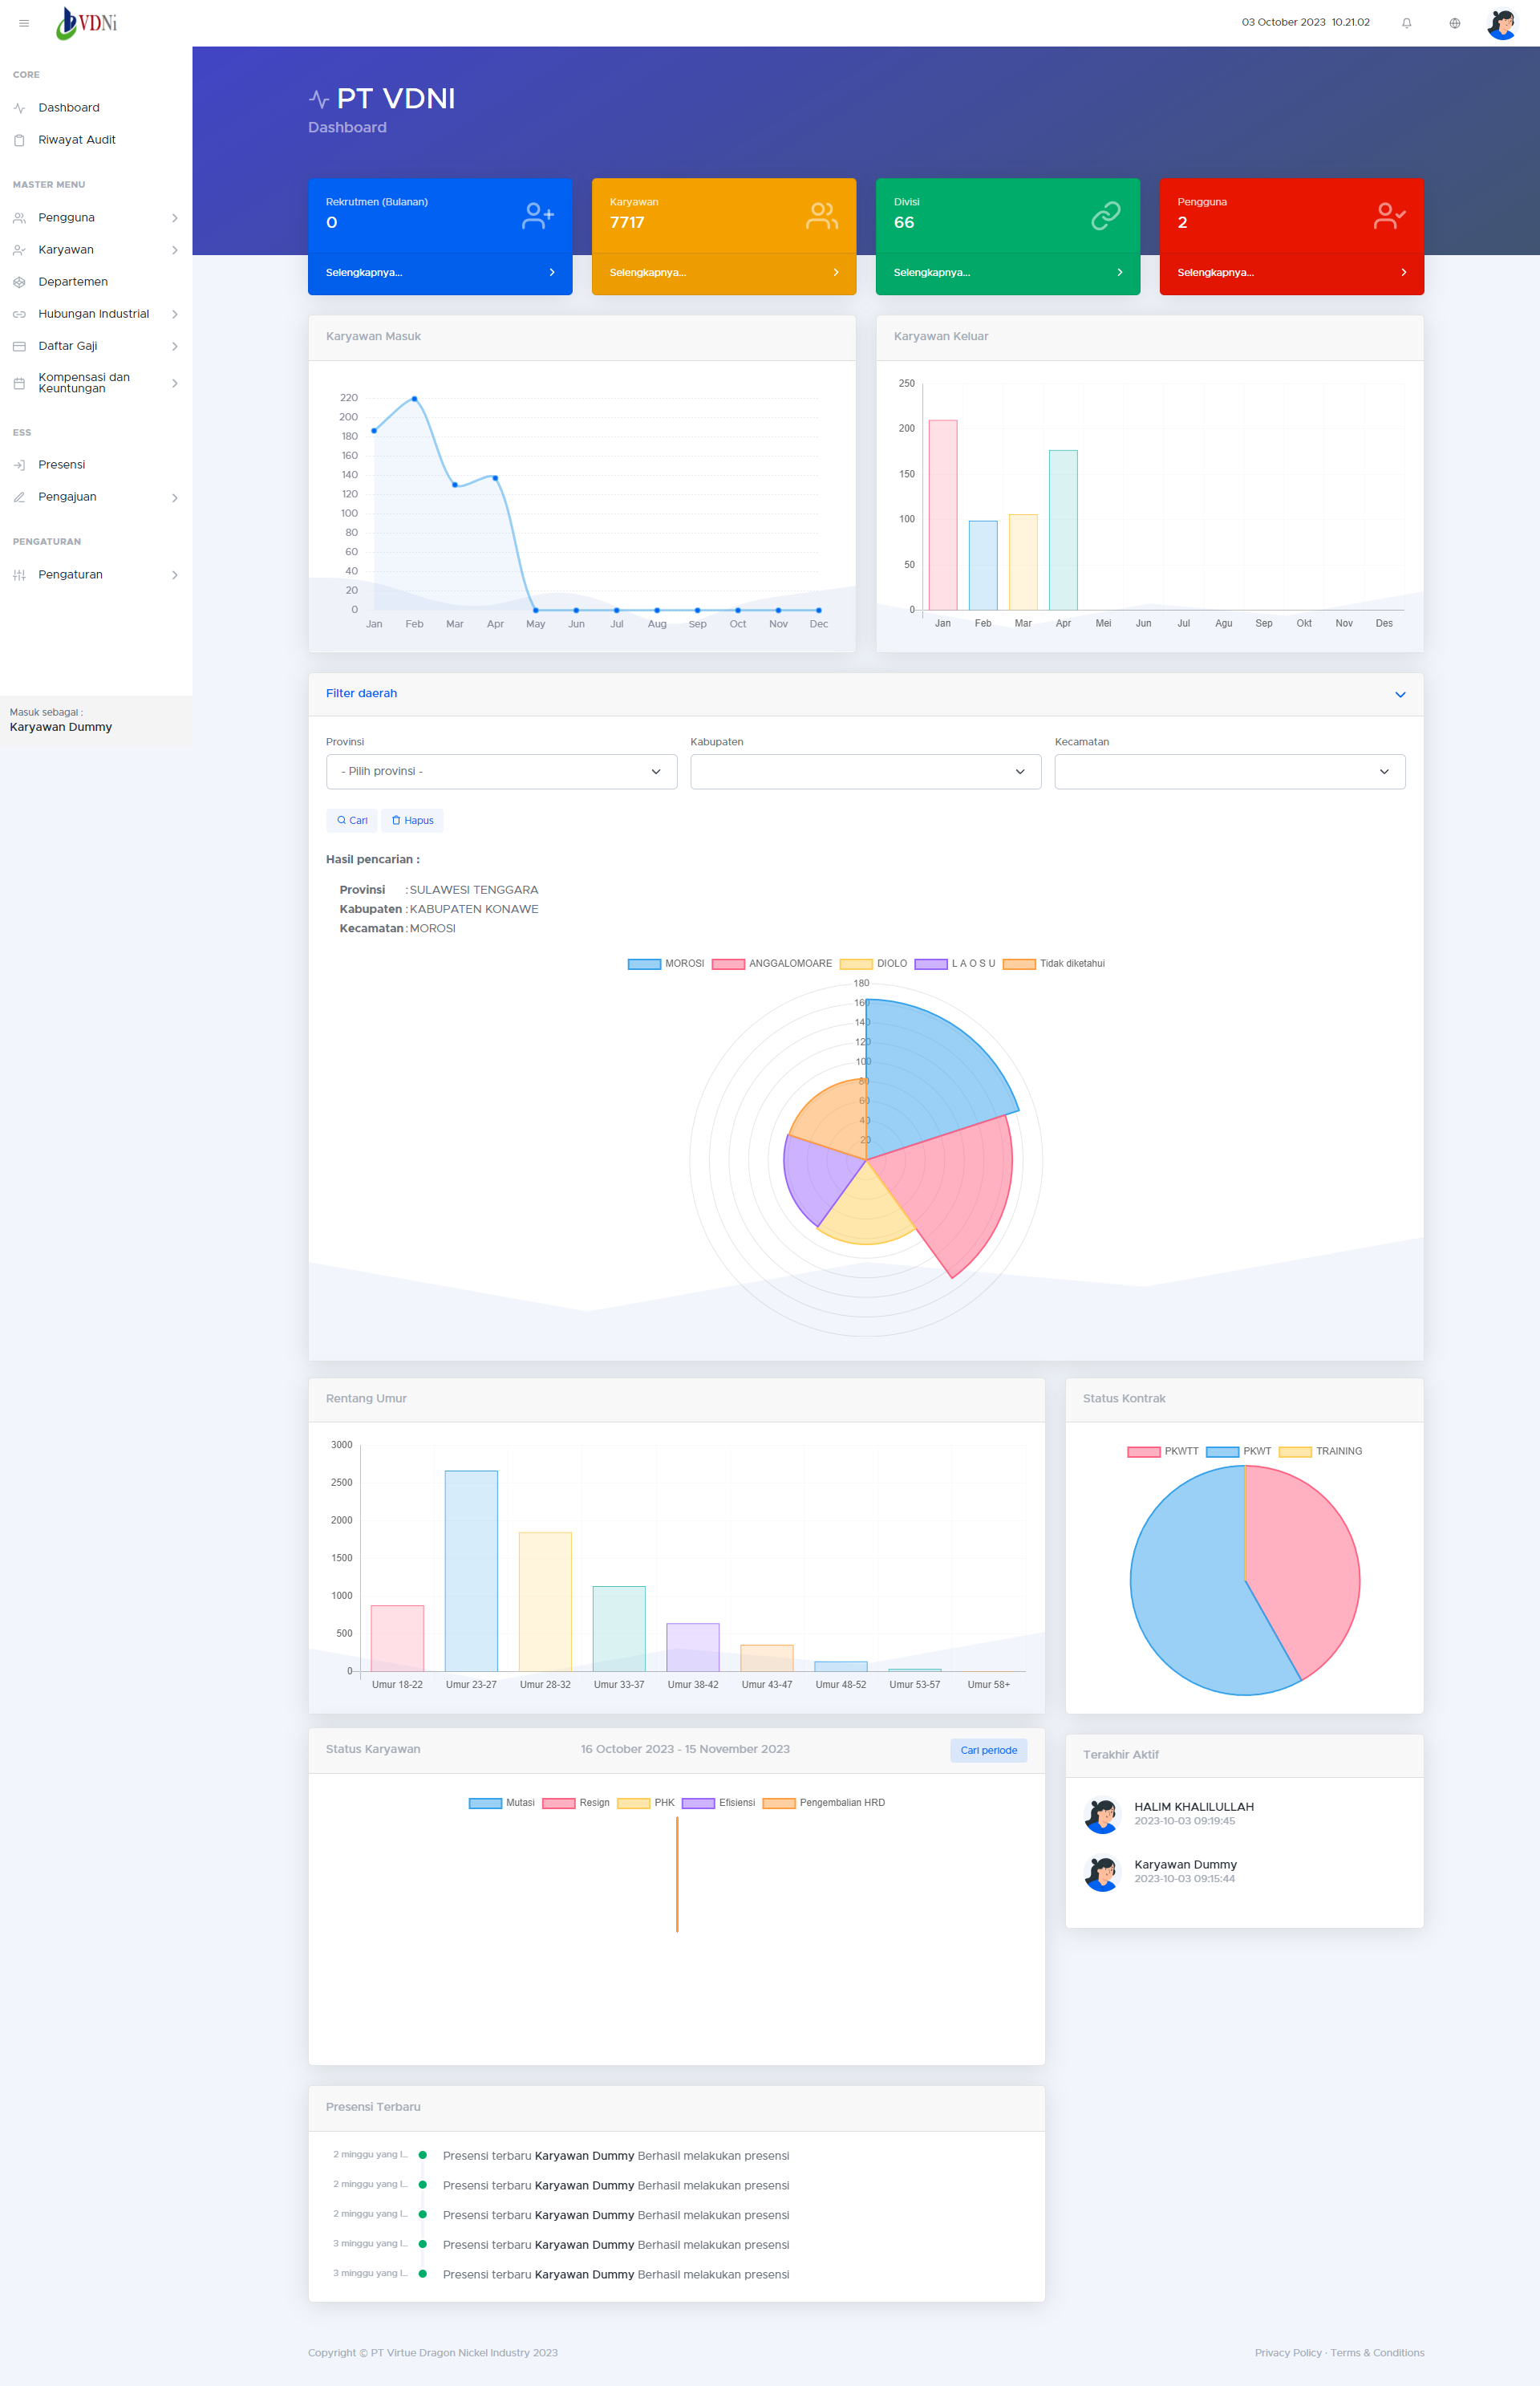 VDNi
03 October 2023 10.21.02
CORE
Dashboard
Riwayat Audit
MASTER MENU
Pengguna
Karyawan
Departemen
Hubungan Industrial
Daftar Gaji
Kompensasi dan
Keuntungan
ESS
Presensi
Pengajuan
PENGATURAN
Pengaturan
Masuk sebagai :
Karyawan Dummy
PT VDNI
Dashboard
Rekrutmen (Bulanan)
0
Selengkapnya...
Karyawan
7717
Selengkapnya...
Divisi
66
Selengkapnya...
Pengguna
2
Selengkapnya...
Karyawan Masuk
220
200
180
160
140
120
100
80
60
40
20
0
Jan Feb Mar Apr May Jun Jul Aug Sep Oct Nov Dec
Karyawan Keluar
250
200
150
100
50
0
Jan Feb Mar Apr Mei Jun Jul Agu Sep Okt Nov Des
Filter daerah
Provinsi Kabupaten Kecamatan
- Pilih provinsi -
Cari Hapus
Hasil pencarian :
Provinsi : SULAWESI TENGGARA
Kabupaten : KABUPATEN KONAWE
Kecamatan : MOROSI
MOROSI ANGGALOMOARE DIOLO L A O S U Tidak diketahui
180
160
140
120
100
80
60
40
20
Rentang Umur
3000
2500
2000
1500
1000
500
0
Umur 18-22 Umur 23-27 Umur 28-32 Umur 33-37 Umur 38-42 Umur 43-47 Umur 48-52 Umur 53-57 Umur 58+
Status Kontrak
PKWTT PKWT TRAINING
Status Karyawan 16 October 2023 - 15 November 2023 Cari periode
Mutasi Resign PHK Efisiensi Pengembalian HRD
Terakhir Aktif
HALIM KHALILULLAH
2023-10-03 09:19:45
Karyawan Dummy
2023-10-03 09:15:44
Presensi Terbaru
2 minggu yang l... Presensi terbaru Karyawan Dummy Berhasil melakukan presensi
2 minggu yang l... Presensi terbaru Karyawan Dummy Berhasil melakukan presensi
2 minggu yang l... Presensi terbaru Karyawan Dummy Berhasil melakukan presensi
3 minggu yang l... Presensi terbaru Karyawan Dummy Berhasil melakukan presensi
3 minggu yang l... Presensi terbaru Karyawan Dummy Berhasil melakukan presensi
Copyright © PT Virtue Dragon Nickel Industry 2023
Privacy Policy · Terms & Conditions